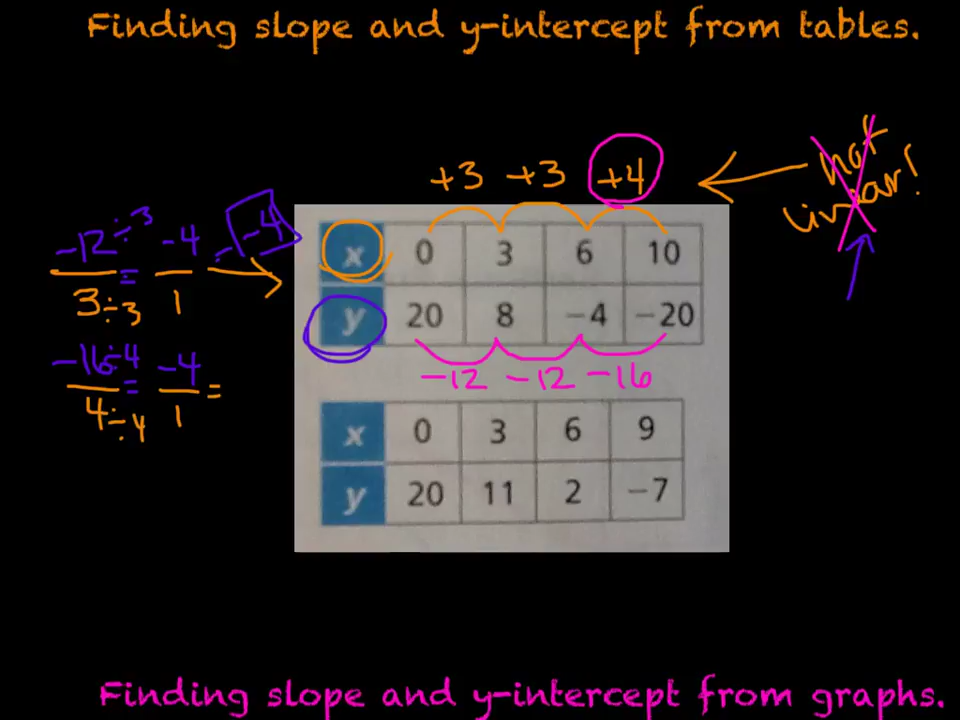 Finding slope and y-intercept from tables.
+3 +3 +4
not
linear!
-12 ÷3 = -4 = -4
3 ÷3 1
-16 ÷4 = -4 =
4 ÷4 1
x 0 3 6 10
y 20 8 −4 −20
-12 -12 -16
x 0 3 6 9
y 20 11 2 −7
Finding slope and y-intercept from graphs.